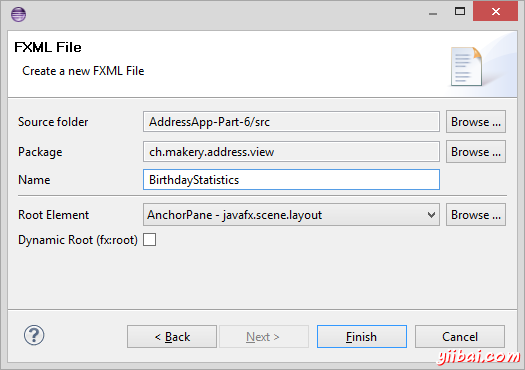 FXML File
Create a new FXML File
Source folder AddressApp-Part-6/src Browse ...
Package ch.makery.address.view Browse ...
Name BirthdayStatistics
Root Element AnchorPane - javafx.scene.layout Browse ...
Dynamic Root (fx:root)
? < Back Next > Finish Cancel
yiibai.com